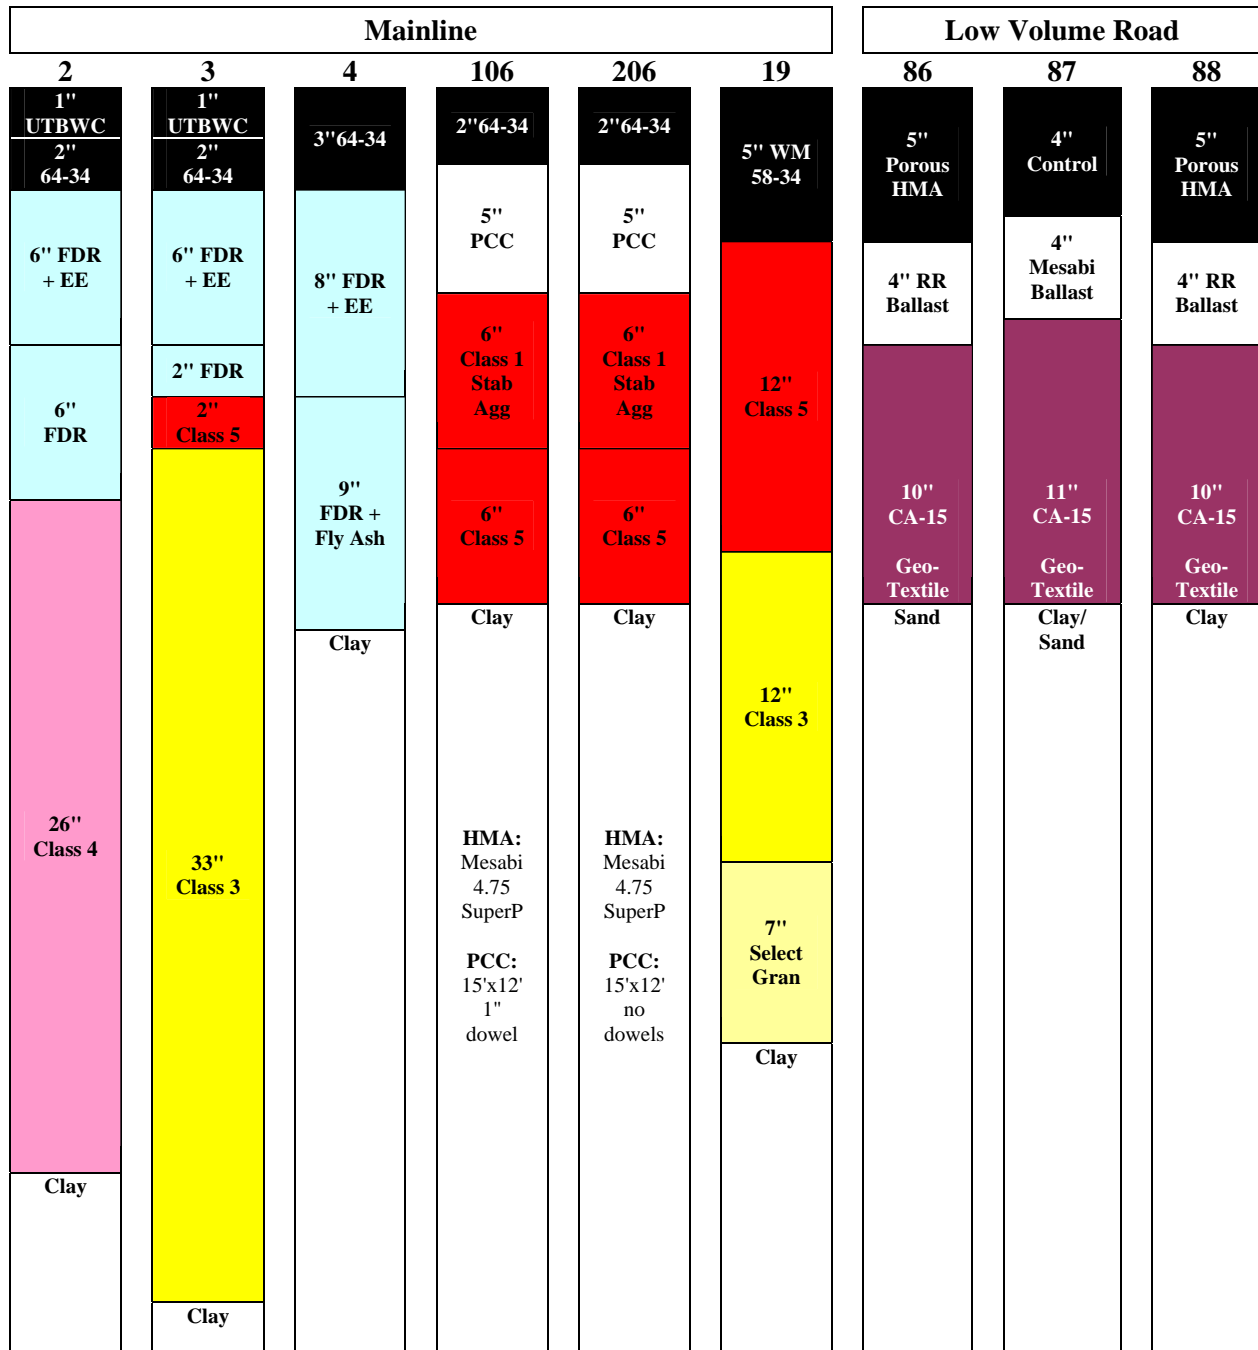 Mainline
Low Volume Road
2
3
4
106
206
19
86
87
88
1"
UTBWC
2"
64-34
6" FDR
+ EE
6"
FDR
26"
Class 4
Clay
1"
UTBWC
2"
64-34
6" FDR
+ EE
2" FDR
2"
Class 5
33"
Class 3
Clay
3"64-34
8" FDR
+ EE
9"
FDR +
Fly Ash
Clay
2"64-34
5"
PCC
6"
Class 1
Stab
Agg
6"
Class 5
Clay
HMA:
Mesabi
4.75
SuperP
PCC:
15'x12'
1"
dowel
2"64-34
5"
PCC
6"
Class 1
Stab
Agg
6"
Class 5
Clay
HMA:
Mesabi
4.75
SuperP
PCC:
15'x12'
no
dowels
5" WM
58-34
12"
Class 5
12"
Class 3
7"
Select
Gran
Clay
5"
Porous
HMA
4" RR
Ballast
10"
CA-15
Geo-
Textile
Sand
4"
Control
4"
Mesabi
Ballast
11"
CA-15
Geo-
Textile
Clay/
Sand
5"
Porous
HMA
4" RR
Ballast
10"
CA-15
Geo-
Textile
Clay